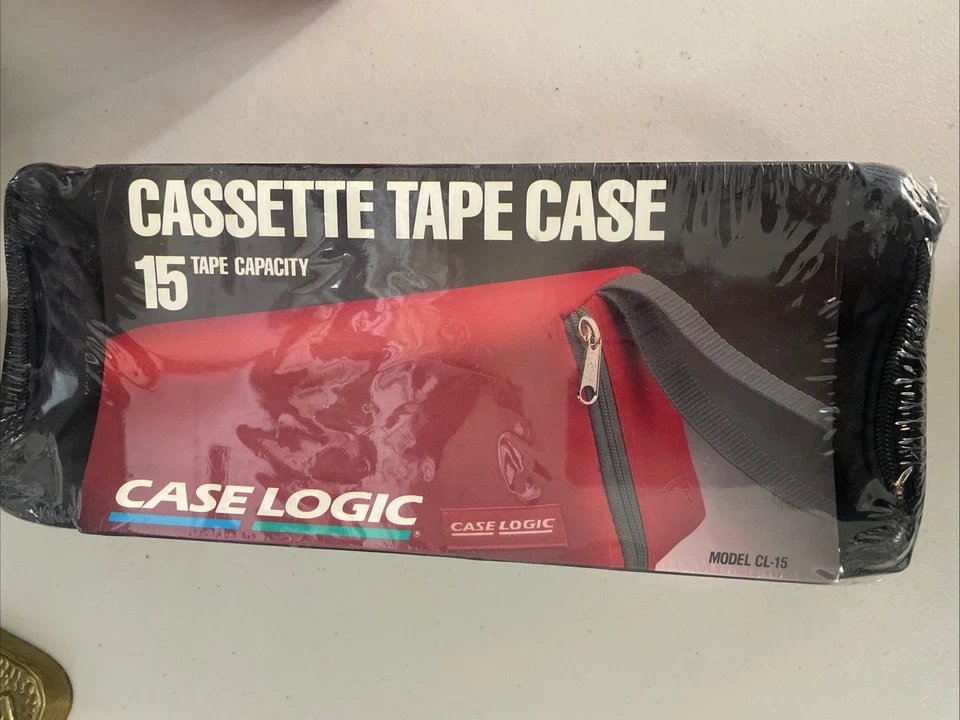 CASSETTE TAPE CASE
15 TAPE CAPACITY
CASE LOGIC®
CASE LOGIC
MODEL CL-15